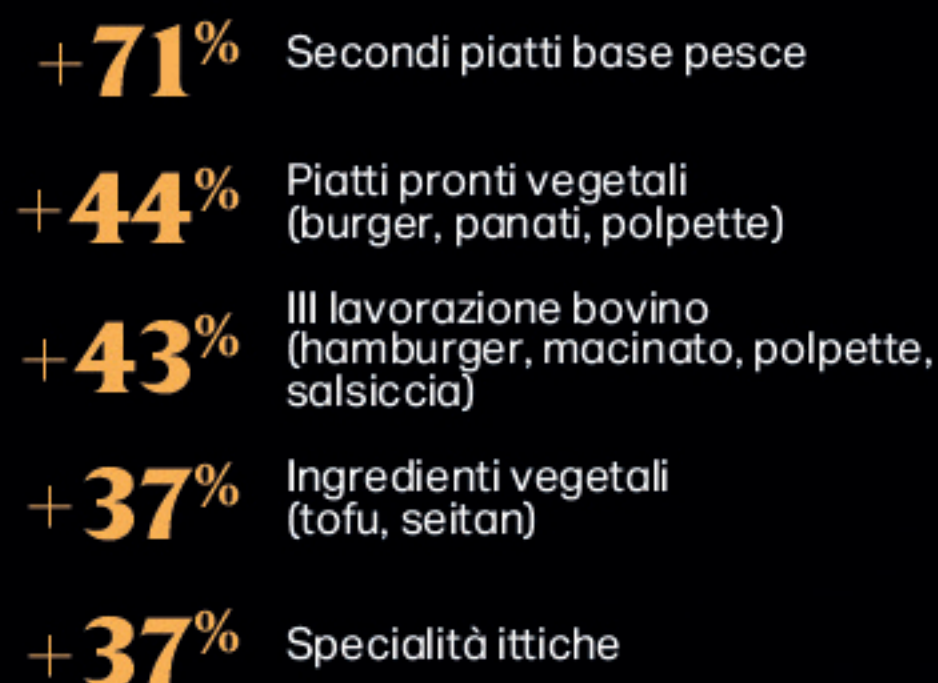 +71% Secondi piatti base pesce
+44% Piatti pronti vegetali
(burger, panati, polpette)
+43% III lavorazione bovino
(hamburger, macinato, polpette,
salsiccia)
+37% Ingredienti vegetali
(tofu, seitan)
+37% Specialità ittiche